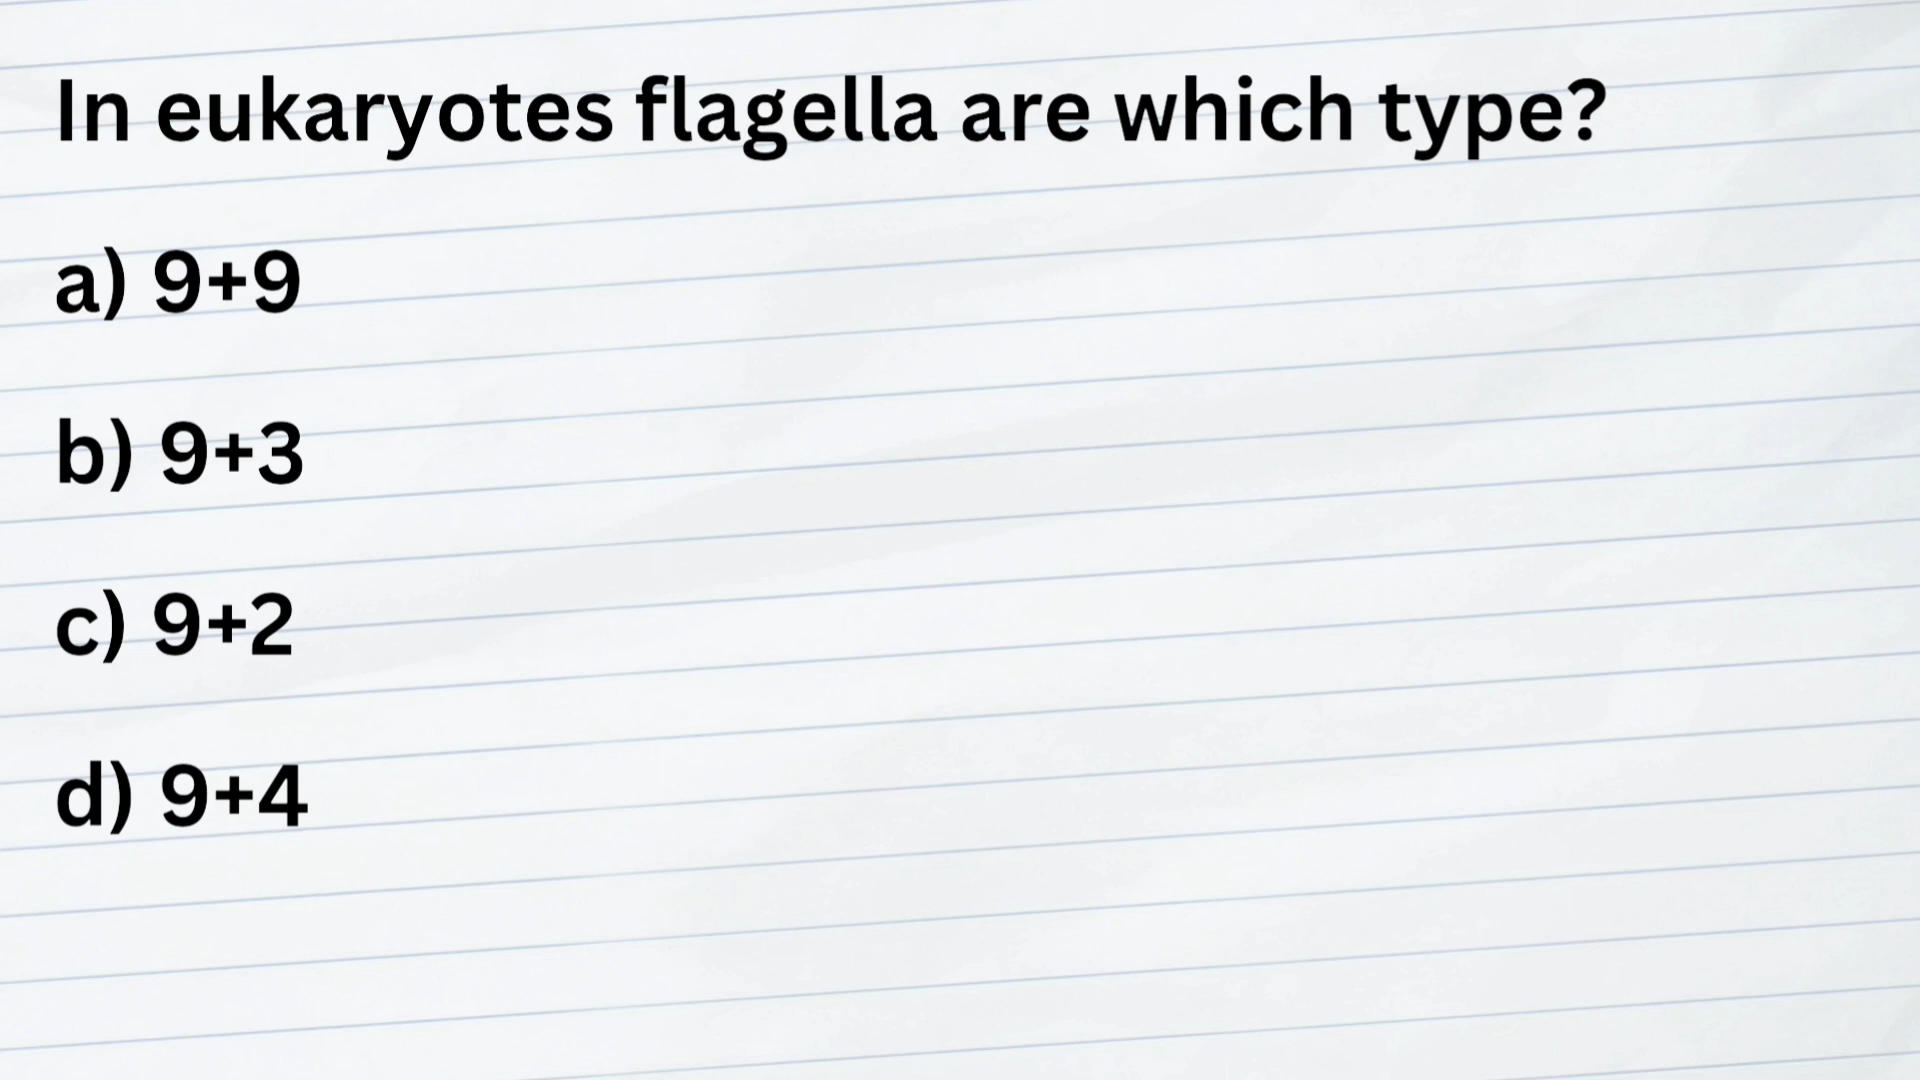 In eukaryotes flagella are which type?
a) 9+9
b) 9+3
c) 9+2
d) 9+4